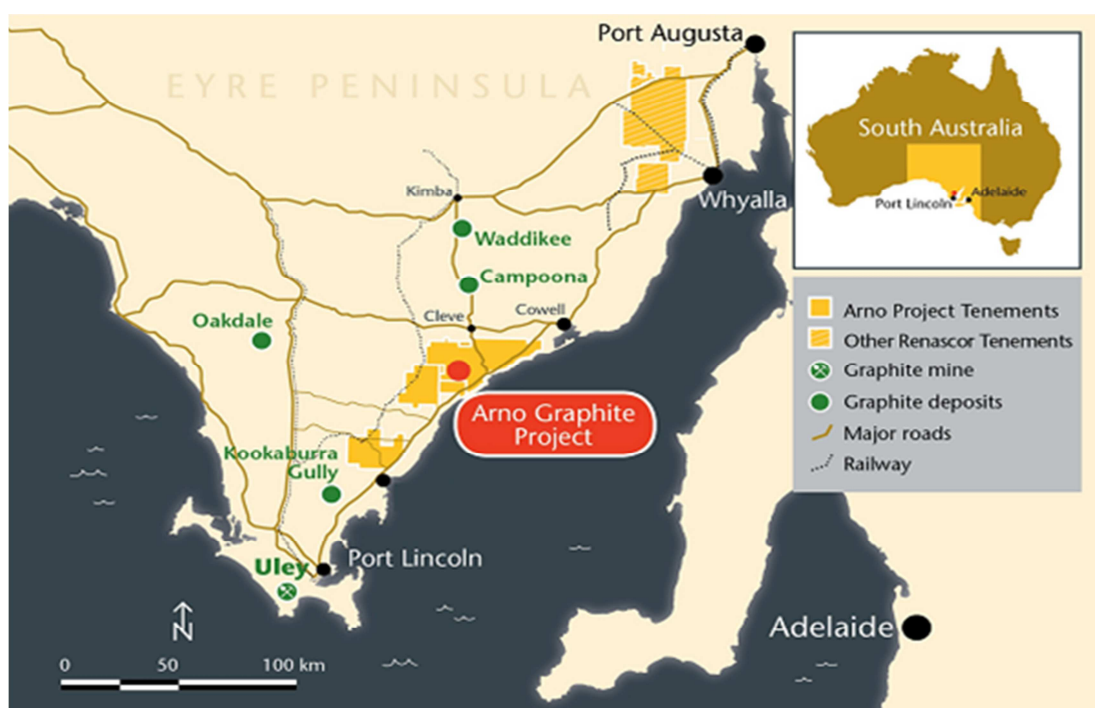 Port Augusta
EYRE PENINSULA
Kimba
Whyalla
Waddikee
Campoona
Oakdale
Cleve
Cowell
Arno Graphite
Project
Kookaburra
Gully
Uley
Port Lincoln
Adelaide
N
0 50 100 km
South Australia
Adelaide
Port Lincoln
Arno Project Tenements
Other Renascor Tenements
Graphite mine
Graphite deposits
Major roads
Railway